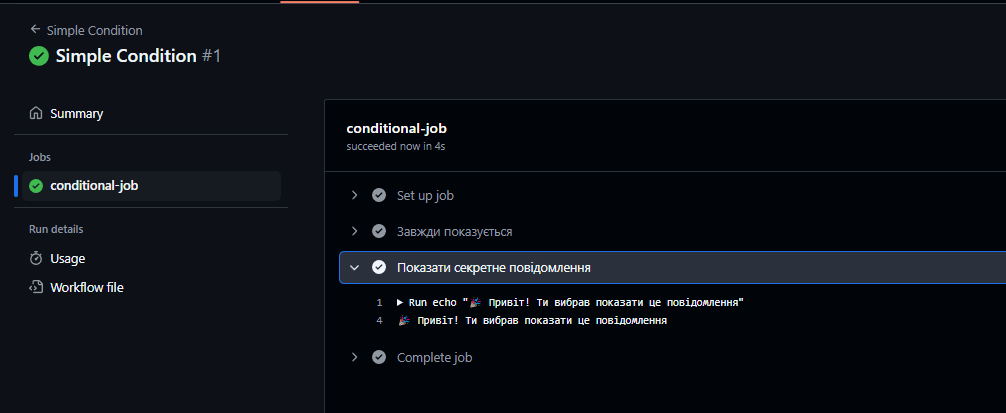 Simple Condition
Simple Condition #1
Summary
Jobs
conditional-job
Run details
Usage
Workflow file
conditional-job
succeeded now in 4s
Set up job
Завжди показується
Показати секретне повідомлення
1 Run echo "🎉 Привіт! Ти вибрав показати це повідомлення"
4 🎉 Привіт! Ти вибрав показати це повідомлення
Complete job